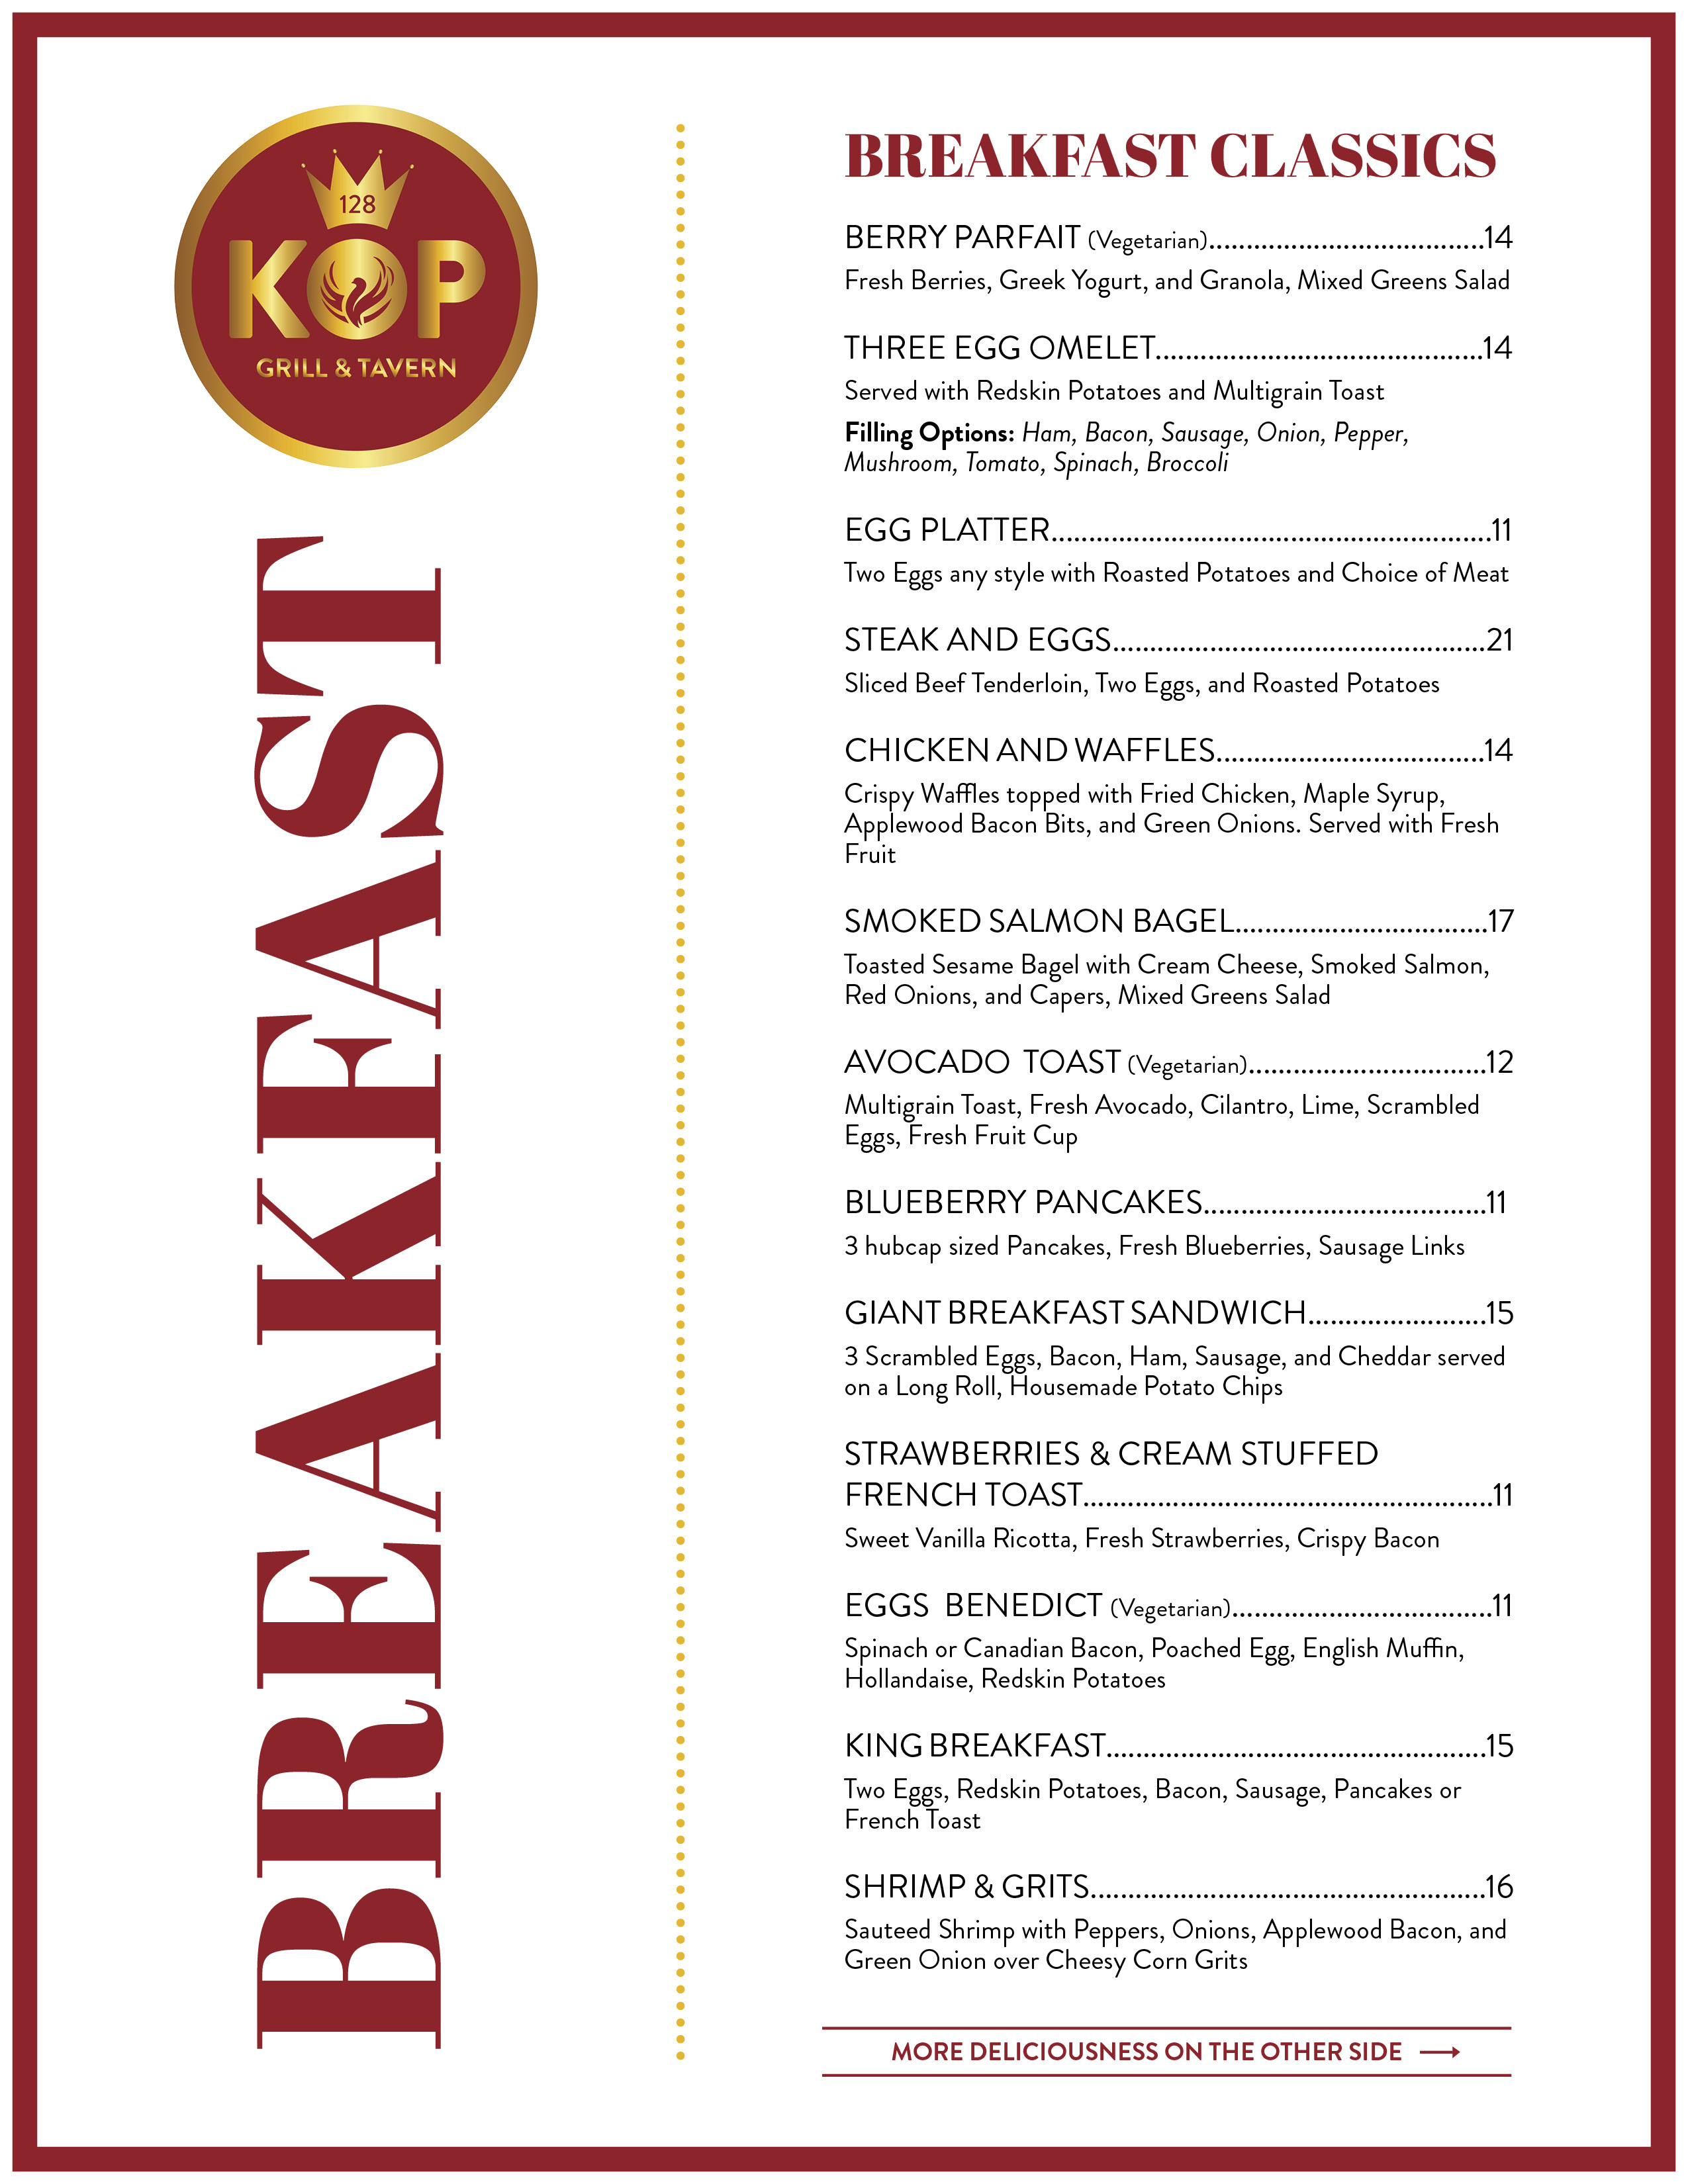 128
KOP
GRILL & TAVERN
BREAKFAST
BREAKFAST CLASSICS
BERRY PARFAIT (Vegetarian)....................................14
Fresh Berries, Greek Yogurt, and Granola, Mixed Greens Salad
THREE EGG OMELET...........................................14
Served with Redskin Potatoes and Multigrain Toast
Filling Options: Ham, Bacon, Sausage, Onion, Pepper,
Mushroom, Tomato, Spinach, Broccoli
EGG PLATTER..........................................................11
Two Eggs any style with Roasted Potatoes and Choice of Meat
STEAK AND EGGS.................................................21
Sliced Beef Tenderloin, Two Eggs, and Roasted Potatoes
CHICKEN AND WAFFLES...................................14
Crispy Waffles topped with Fried Chicken, Maple Syrup,
Applewood Bacon Bits, and Green Onions. Served with Fresh
Fruit
SMOKED SALMON BAGEL.................................17
Toasted Sesame Bagel with Cream Cheese, Smoked Salmon,
Red Onions, and Capers, Mixed Greens Salad
AVOCADO TOAST (Vegetarian)...............................12
Multigrain Toast, Fresh Avocado, Cilantro, Lime, Scrambled
Eggs, Fresh Fruit Cup
BLUEBERRY PANCAKES.....................................11
3 hubcap sized Pancakes, Fresh Blueberries, Sausage Links
GIANT BREAKFAST SANDWICH.......................15
3 Scrambled Eggs, Bacon, Ham, Sausage, and Cheddar served
on a Long Roll, Housemade Potato Chips
STRAWBERRIES & CREAM STUFFED
FRENCH TOAST......................................................11
Sweet Vanilla Ricotta, Fresh Strawberries, Crispy Bacon
EGGS BENEDICT (Vegetarian)..................................11
Spinach or Canadian Bacon, Poached Egg, English Muffin,
Hollandaise, Redskin Potatoes
KING BREAKFAST..................................................15
Two Eggs, Redskin Potatoes, Bacon, Sausage, Pancakes or
French Toast
SHRIMP & GRITS....................................................16
Sauteed Shrimp with Peppers, Onions, Applewood Bacon, and
Green Onion over Cheesy Corn Grits
MORE DELICIOUSNESS ON THE OTHER SIDE